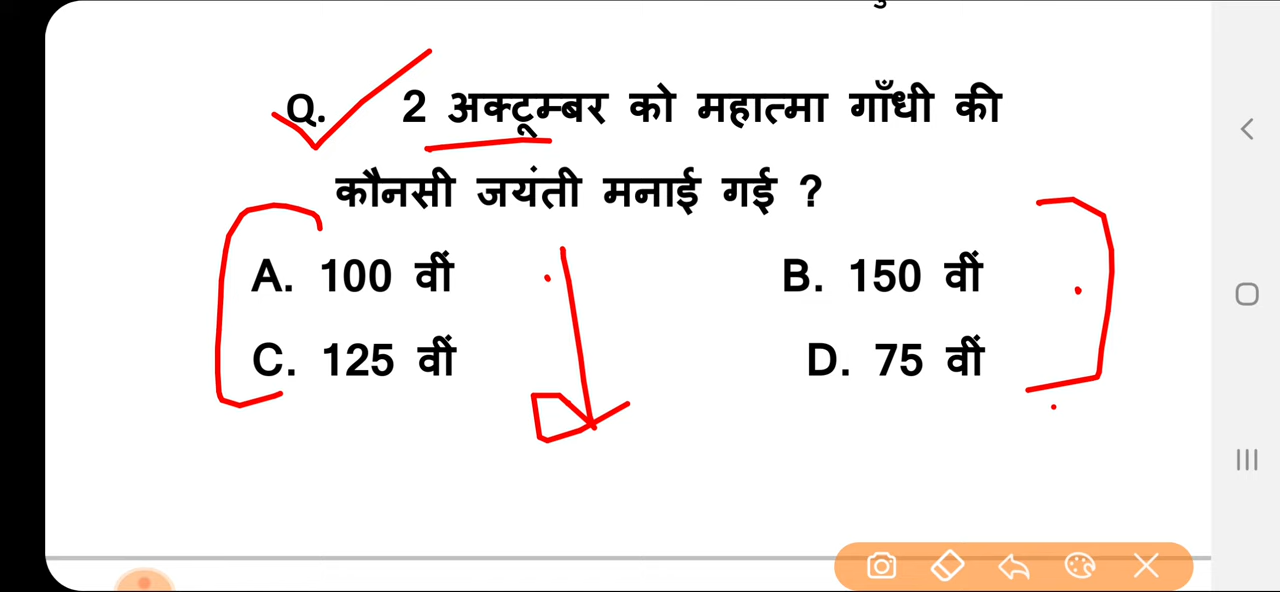 Q. 2 अक्टूम्बर को महात्मा गाँधी की
कौनसी जयंती मनाई गई ?
A. 100 वीं B. 150 वीं
C. 125 वीं D. 75 वीं